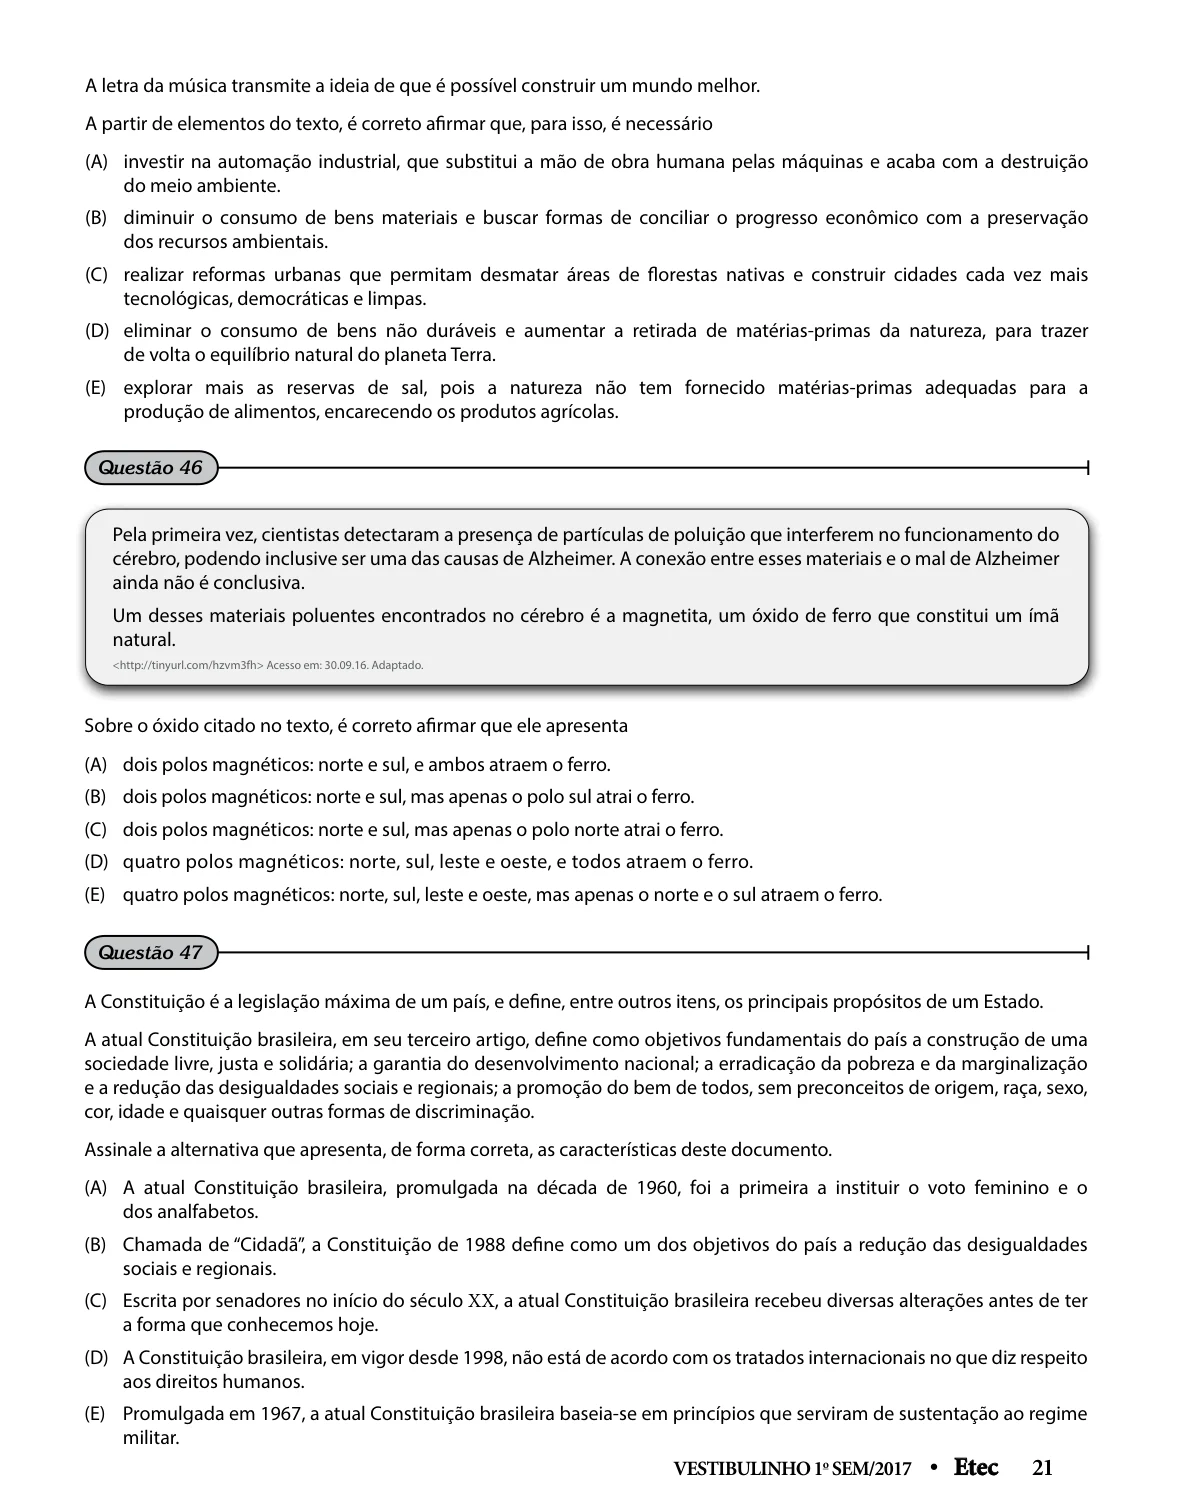 A letra da música transmite a ideia de que é possível construir um mundo melhor.
A partir de elementos do texto, é correto afirmar que, para isso, é necessário
(A) investir na automação industrial, que substitui a mão de obra humana pelas máquinas e acaba com a destruição
do meio ambiente.
(B) diminuir o consumo de bens materiais e buscar formas de conciliar o progresso econômico com a preservação
dos recursos ambientais.
(C) realizar reformas urbanas que permitam desmatar áreas de florestas nativas e construir cidades cada vez mais
tecnológicas, democráticas e limpas.
(D) eliminar o consumo de bens não duráveis e aumentar a retirada de matérias-primas da natureza, para trazer
de volta o equilíbrio natural do planeta Terra.
(E) explorar mais as reservas de sal, pois a natureza não tem fornecido matérias-primas adequadas para a
produção de alimentos, encarecendo os produtos agrícolas.
Questão 46
Pela primeira vez, cientistas detectaram a presença de partículas de poluição que interferem no funcionamento do
cérebro, podendo inclusive ser uma das causas de Alzheimer. A conexão entre esses materiais e o mal de Alzheimer
ainda não é conclusiva.
Um desses materiais poluentes encontrados no cérebro é a magnetita, um óxido de ferro que constitui um ímã
natural.
<http://tinyurl.com/hzvm3fh> Acesso em: 30.09.16. Adaptado.
Sobre o óxido citado no texto, é correto afirmar que ele apresenta
(A) dois polos magnéticos: norte e sul, e ambos atraem o ferro.
(B) dois polos magnéticos: norte e sul, mas apenas o polo sul atrai o ferro.
(C) dois polos magnéticos: norte e sul, mas apenas o polo norte atrai o ferro.
(D) quatro polos magnéticos: norte, sul, leste e oeste, e todos atraem o ferro.
(E) quatro polos magnéticos: norte, sul, leste e oeste, mas apenas o norte e o sul atraem o ferro.
Questão 47
A Constituição é a legislação máxima de um país, e define, entre outros itens, os principais propósitos de um Estado.
A atual Constituição brasileira, em seu terceiro artigo, define como objetivos fundamentais do país a construção de uma
sociedade livre, justa e solidária; a garantia do desenvolvimento nacional; a erradicação da pobreza e da marginalização
e a redução das desigualdades sociais e regionais; a promoção do bem de todos, sem preconceitos de origem, raça, sexo,
cor, idade e quaisquer outras formas de discriminação.
Assinale a alternativa que apresenta, de forma correta, as características deste documento.
(A) A atual Constituição brasileira, promulgada na década de 1960, foi a primeira a instituir o voto feminino e o
dos analfabetos.
(B) Chamada de “Cidadã”, a Constituição de 1988 define como um dos objetivos do país a redução das desigualdades
sociais e regionais.
(C) Escrita por senadores no início do século XX, a atual Constituição brasileira recebeu diversas alterações antes de ter
a forma que conhecemos hoje.
(D) A Constituição brasileira, em vigor desde 1998, não está de acordo com os tratados internacionais no que diz respeito
aos direitos humanos.
(E) Promulgada em 1967, a atual Constituição brasileira baseia-se em princípios que serviram de sustentação ao regime
militar.
VESTIBULINHO 1º SEM/2017 • Etec 21